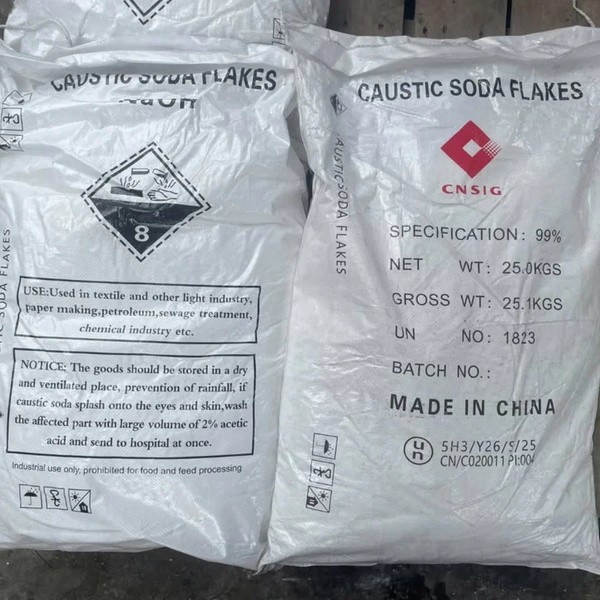 CAUSTIC SODA FLAKES
NaOH
8
USE:Used in textile and other light industry,
paper making,petroleum,sewage treatment,
chemical industry etc.
NOTICE: The goods should be stored in a dry
and ventilated place, prevention of rainfall, if
caustic soda splash onto the eyes and skin,wash
the affected part with large volume of 2% acetic
acid and send to hospital at once.
Industrial use only, prohibited for food and feed processing
SODA FLAKES
CAUSTIC SODA FLAKES
CNSIG
AUSTIC SODA FLAKES
SPECIFICATION: 99%
NET WT: 25.0KGS
GROSS WT: 25.1KGS
UN NO: 1823
BATCH NO.:
MADE IN CHINA
un
5H3/Y26/S/25
CN/C020011 PI:004